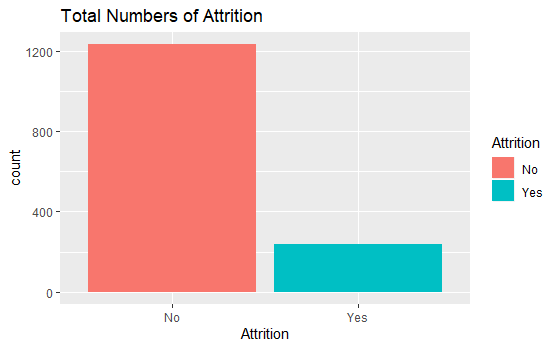 Total Numbers of Attrition
1200
800
400
0
count
No
Yes
Attrition
Attrition
No
Yes